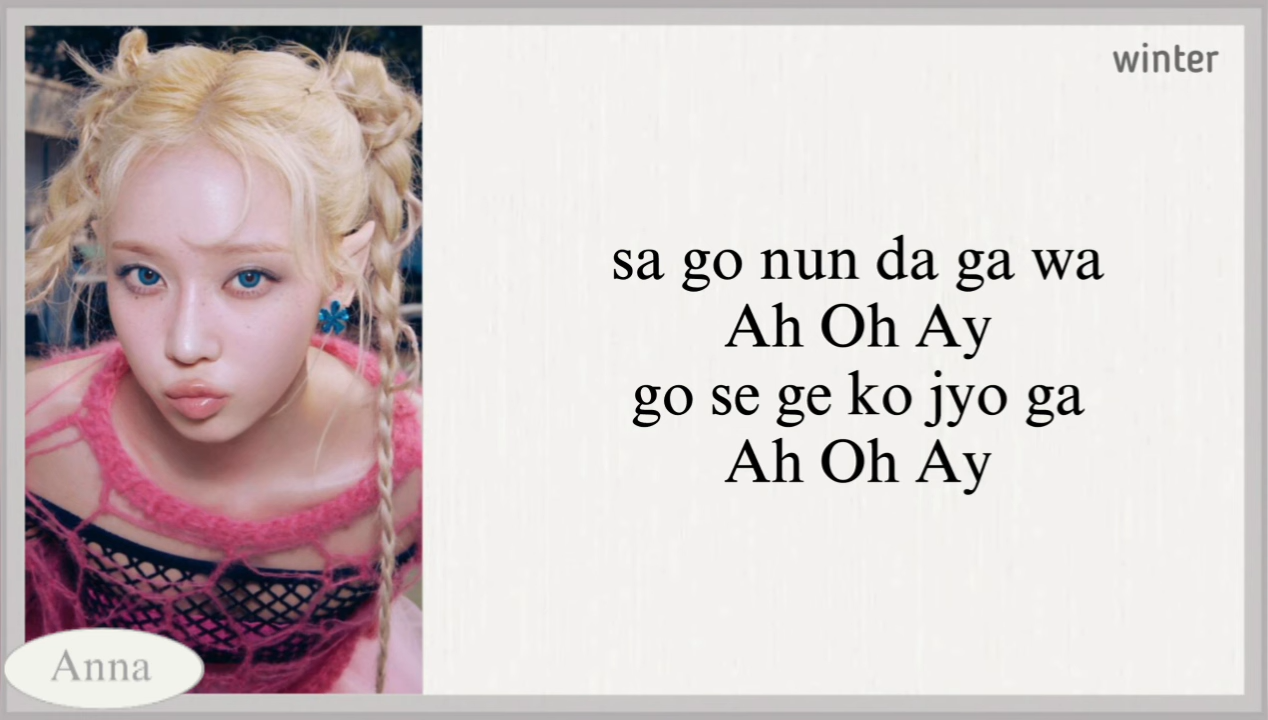 winter
sa go nun da ga wa
Ah Oh Ay
go se ge ko jyo ga
Ah Oh Ay
Anna